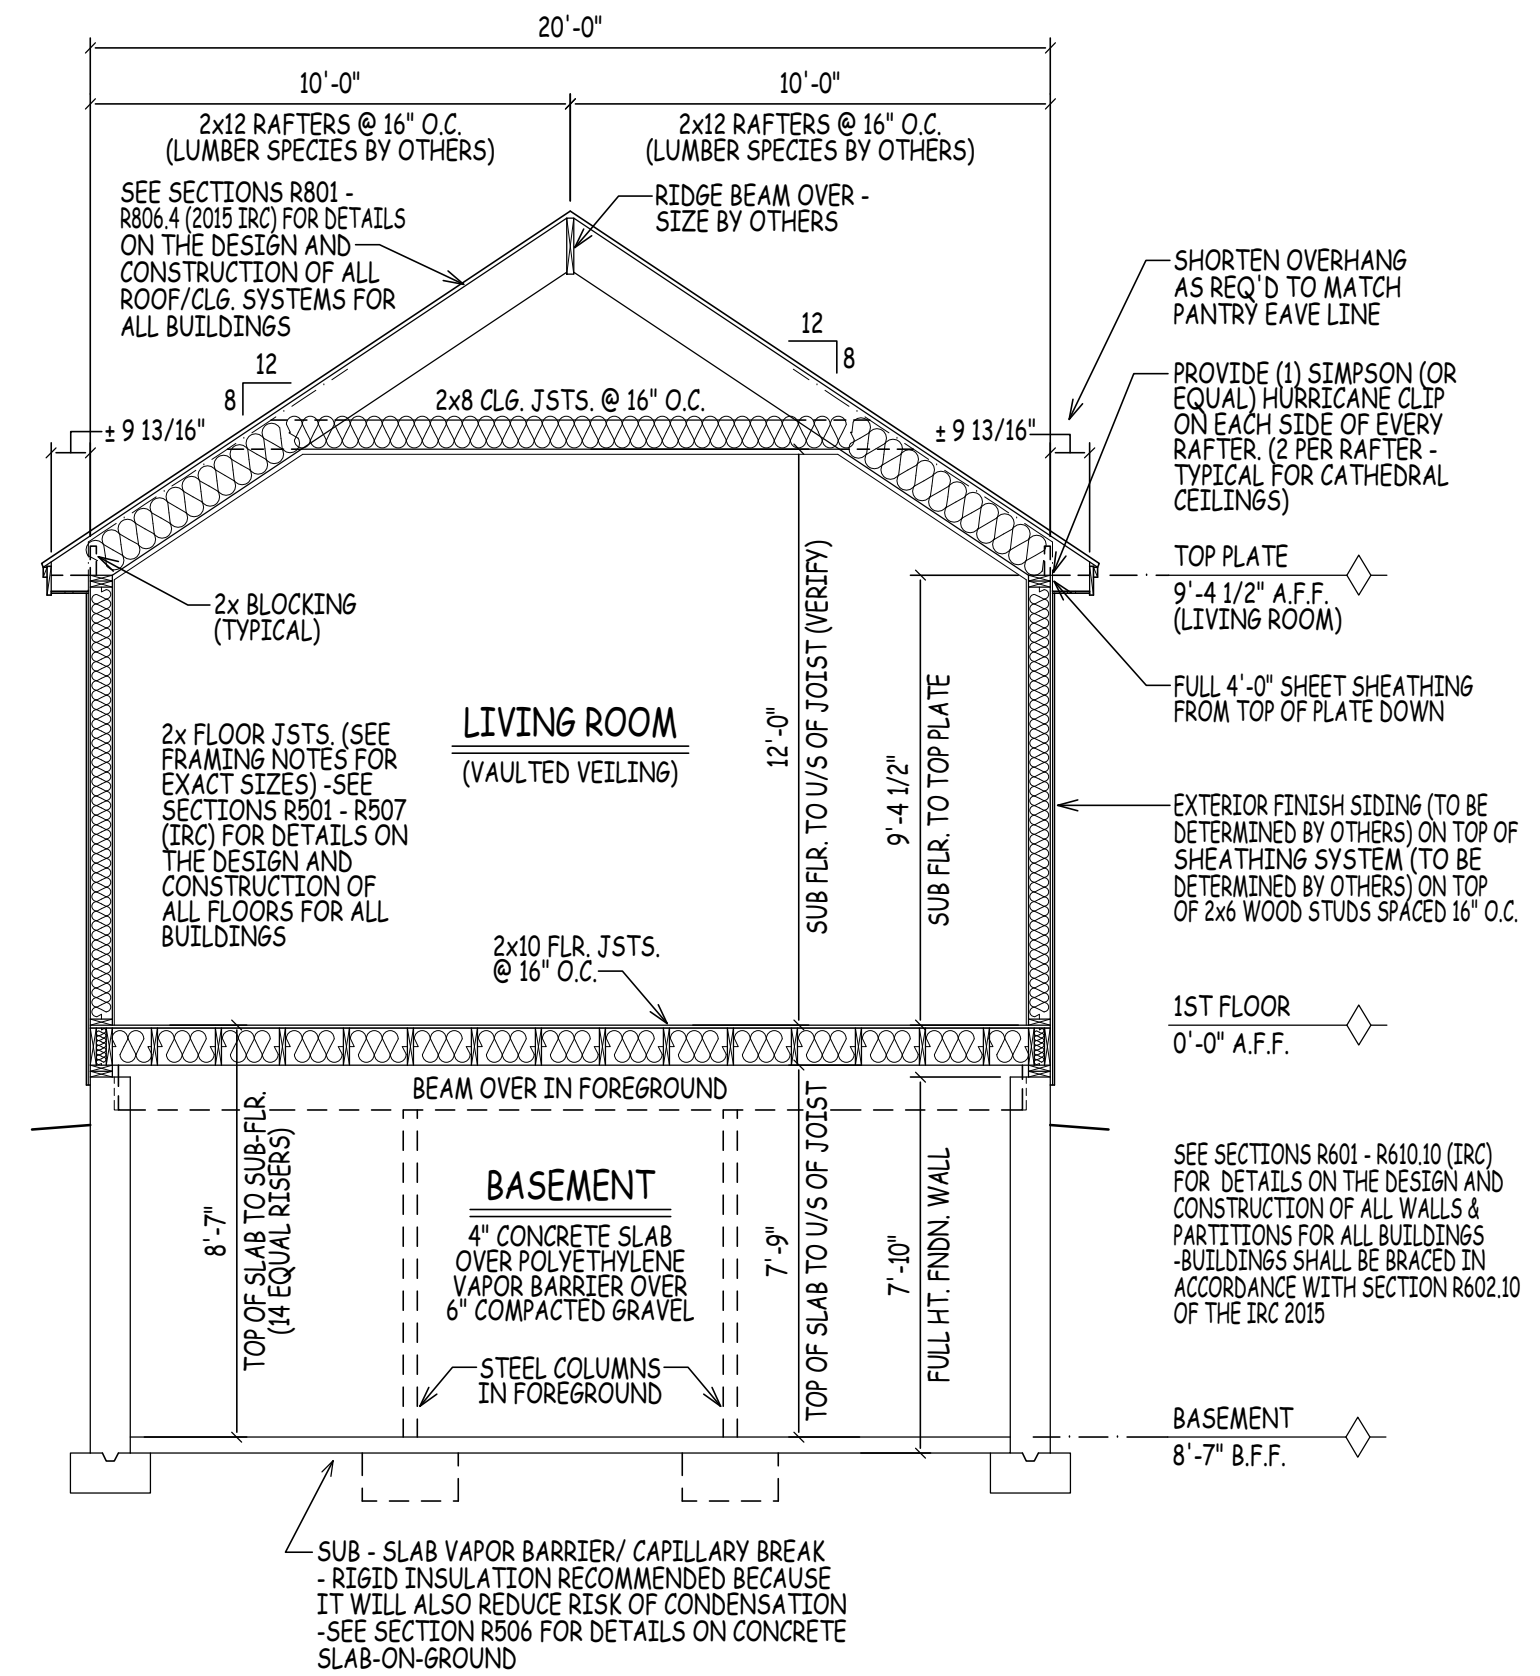 20'-0"
10'-0"
10'-0"
2x12 RAFTERS @ 16" O.C.
(LUMBER SPECIES BY OTHERS)
2x12 RAFTERS @ 16" O.C.
(LUMBER SPECIES BY OTHERS)
SEE SECTIONS R801 -
R806.4 (2015 IRC) FOR DETAILS
ON THE DESIGN AND
CONSTRUCTION OF ALL
ROOF/CLG. SYSTEMS FOR
ALL BUILDINGS
RIDGE BEAM OVER -
SIZE BY OTHERS
SHORTEN OVERHANG
AS REQ'D TO MATCH
PANTRY EAVE LINE
12
8
12
8
2x8 CLG. JSTS. @ 16" O.C.
± 9 13/16"
± 9 13/16"
PROVIDE (1) SIMPSON (OR
EQUAL) HURRICANE CLIP
ON EACH SIDE OF EVERY
RAFTER. (2 PER RAFTER -
TYPICAL FOR CATHEDRAL
CEILINGS)
TOP PLATE
9'-4 1/2" A.F.F.
(LIVING ROOM)
2x BLOCKING
(TYPICAL)
FULL 4'-0" SHEET SHEATHING
FROM TOP OF PLATE DOWN
LIVING ROOM
(VAULTED VEILING)
12'-0"
SUB FLR. TO U/S OF JOIST (VERIFY)
9'-4 1/2"
SUB FLR. TO TOP PLATE
2x FLOOR JSTS. (SEE
FRAMING NOTES FOR
EXACT SIZES) -SEE
SECTIONS R501 - R507
(IRC) FOR DETAILS ON
THE DESIGN AND
CONSTRUCTION OF
ALL FLOORS FOR ALL
BUILDINGS
EXTERIOR FINISH SIDING (TO BE
DETERMINED BY OTHERS) ON TOP OF
SHEATHING SYSTEM (TO BE
DETERMINED BY OTHERS) ON TOP
OF 2x6 WOOD STUDS SPACED 16" O.C.
2x10 FLR. JSTS.
@ 16" O.C.
1ST FLOOR
0'-0" A.F.F.
BEAM OVER IN FOREGROUND
8'-7"
TOP OF SLAB TO SUB-FLR.
(14 EQUAL RISERS)
BASEMENT
4" CONCRETE SLAB
OVER POLYETHYLENE
VAPOR BARRIER OVER
6" COMPACTED GRAVEL
7'-9"
TOP OF SLAB TO U/S OF JOIST
7'-10"
FULL HT. FNDN. WALL
SEE SECTIONS R601 - R610.10 (IRC)
FOR DETAILS ON THE DESIGN AND
CONSTRUCTION OF ALL WALLS &
PARTITIONS FOR ALL BUILDINGS
-BUILDINGS SHALL BE BRACED IN
ACCORDANCE WITH SECTION R602.10
OF THE IRC 2015
STEEL COLUMNS
IN FOREGROUND
BASEMENT
8'-7" B.F.F.
SUB - SLAB VAPOR BARRIER/ CAPILLARY BREAK
- RIGID INSULATION RECOMMENDED BECAUSE
IT WILL ALSO REDUCE RISK OF CONDENSATION
-SEE SECTION R506 FOR DETAILS ON CONCRETE
SLAB-ON-GROUND